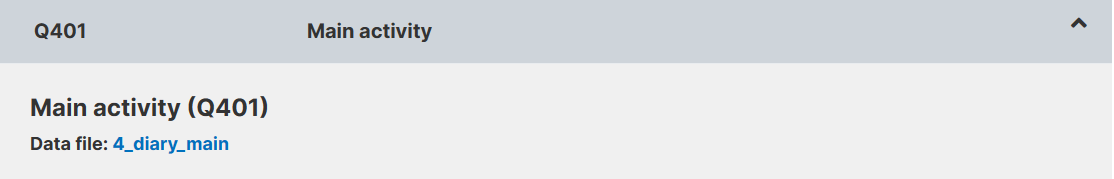 Q401 Main activity
Main activity (Q401)
Data file: 4_diary_main